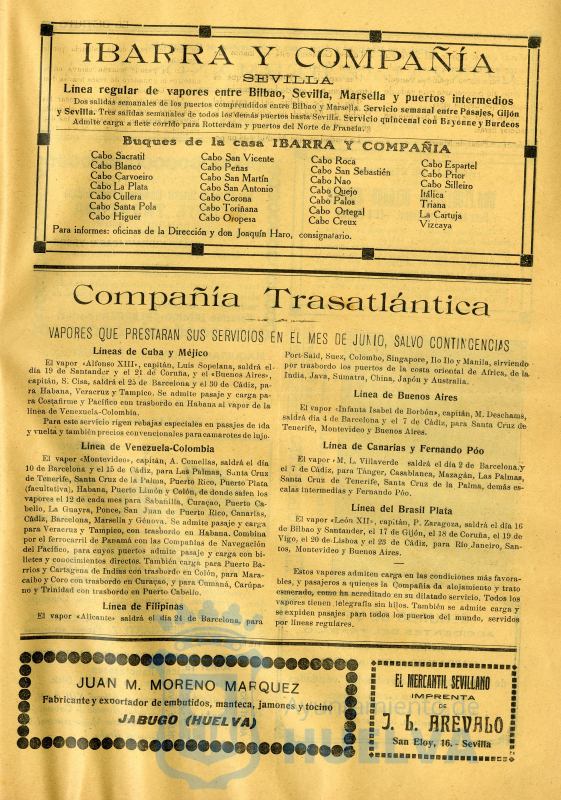 IBARRA Y COMPAÑÍA
SEVILLA
Línea regular de vapores entre Bilbao, Sevilla, Marsella y puertos intermedios
Dos salidas semanales de los puertos comprendidos entre Bilbao y Marsella. Servicio semanal entre Pasajes, Gijón
y Sevilla. Tres salidas semanales de todos los demás puertos hasta Sevilla. Servicio quincenal con Bayonne y Burdeos
Admite carga a flete corrido para Rotterdam y puertos del Norte de Francia.
Buques de la casa IBARRA Y COMPAÑIA
Cabo Sacratil
Cabo Blanco
Cabo Carvoeiro
Cabo La Plata
Cabo Cullera
Cabo Santa Pola
Cabo Higuer
Cabo San Vicente
Cabo Peñas
Cabo San Martín
Cabo San Antonio
Cabo Corona
Cabo Toriñana
Cabo Oropesa
Cabo Roca
Cabo San Sebastién
Cabo Nao
Cabo Quejo
Cabo Palos
Cabo Ortegal
Cabc Creux
Cabo Espartel
Cabo Prior
Cabo Silleiro
Itálica
Triana
La Cartuja
Vizcaya
Para informes: oficinas de la Dirección y don Joaquín Haro, consignatario.
Compañía Trasatlántica
VAPORES QUE PRESTARAN SUS SERVICIOS EN EL MES DE JUNIO, SALVO CONTINGENCIAS
Líneas de Cuba y Méjico
El vapor «Alfonso XIII», capitán, Luis Sopelana, saldrá el
día 19 de Santander y el 21 de Coruña, y el «Buenos Aires»,
capitán, S. Cisa, saldrá el 25 de Barcelona y el 30 de Cádiz, pa-
ra Habana, Veracruz y Tampico. Se admite pasaje y carga pa-
ra Costafirme y Pacífico con trasbordo en Habana al vapor de la
línea de Venezuela-Colombia.
Para este servicio rigen rebajas especiales en pasajes de ida
y vuelta y también precios convencionales para camarotes de lujo.
Línea de Venezuela-Colombia
El vapor «Montevideo», capitán, A. Comellas, saldrá el día
10 de Barcelona y el 15 de Cádiz, para Las Palmas, Santa Cruz
de Tenerife, Santa Cruz de la Palma, Puerto Rico, Puerto Plata
(facultativa), Habana, Puerto Limón y Colón, de donde salen los
vapores el 12 de cada mes para Sabanilla, Curaçao, Puerto Ca-
bello, La Guayra, Ponce, San Juan de Puerto Rico, Canarias,
Cádiz, Barcelona, Marsella y Génova. Se admite pasaje y carga
para Veracruz y Tampico, con trasbordo en Habana. Combina
por el ferrocarril de Panamá con las Compañías de Navegación
del Pacífico, para cuyos puertos admite pasaje y carga con bi-
lletes y conocimientos directos. También carga para Puerto Ba-
rrios y Cartagena de Indias con trasbordo en Colón, para Mara-
caibo y Coro con trasbordo en Curaçao, y para Cumaná, Carúpa-
no y Trinidad con trasbordo en Puerto Cabello.
Línea de Filipinas
El vapor «Alicante» saldrá el día 24 de Barcelona, para
Port-Said, Suez, Colombo, Singapore, Ilo Ilo y Manila, sirviendo
por trasbordo los puertos de la costa oriental de Africa, de la
India, Java, Sumatra, China, Japón y Australia.
Línea de Buenos Aires
El vapor «Infanta Isabel de Borbón», capitán, M. Deschams,
saldrá día 4 de Barcelona y el 7 de Cádiz, para Santa Cruz de
Tenerife, Montevideo y Buenos Aires.
Línea de Canarias y Fernando Póo
El vapor «M. L. Villaverde saldrá el día 2 de Barcelona y
el 7 de Cádiz, para Tánger, Casablanca, Mazagán, Las Palmas,
Santa Cruz de Tenerife, Santa Cruz de la Palma, demás es-
calas intermedias y Fernando Póo.
Línea del Brasil Plata
El vapor «León XII», capitán, P. Zaragoza, saldrá el día 16
de Bilbao y Santander, el 17 de Gijón, el 18 de Coruña, el 19 de
Vigo, el 20 de Lisboa y el 23 de Cádiz, para Río Janeiro, San-
tos, Montevideo y Buenos Aires.
Estos vapores admiten carga en las condiciones más favora-
bles, y pasajeros a quienes la Compañía da alojamiento y trato
esmerado, como ha acreditado en su dilatado servicio. Todos los
vapores tienen telegrafía sin hilos. También se admite carga y
se expiden pasajes para todos los puertos del mundo, servidos
por líneas regulares.
JUAN M. MORENO MARQUEZ
Fabricante y exportador de embutidos, manteca, jamones y tocino
JABUGO (HUELVA)
EL MERCANTIL SEVILLANO
IMPRENTA
DE
J. L. AREVALO
San Eloy, 16. - Sevilla
Ayuntamiento de
HUELVA